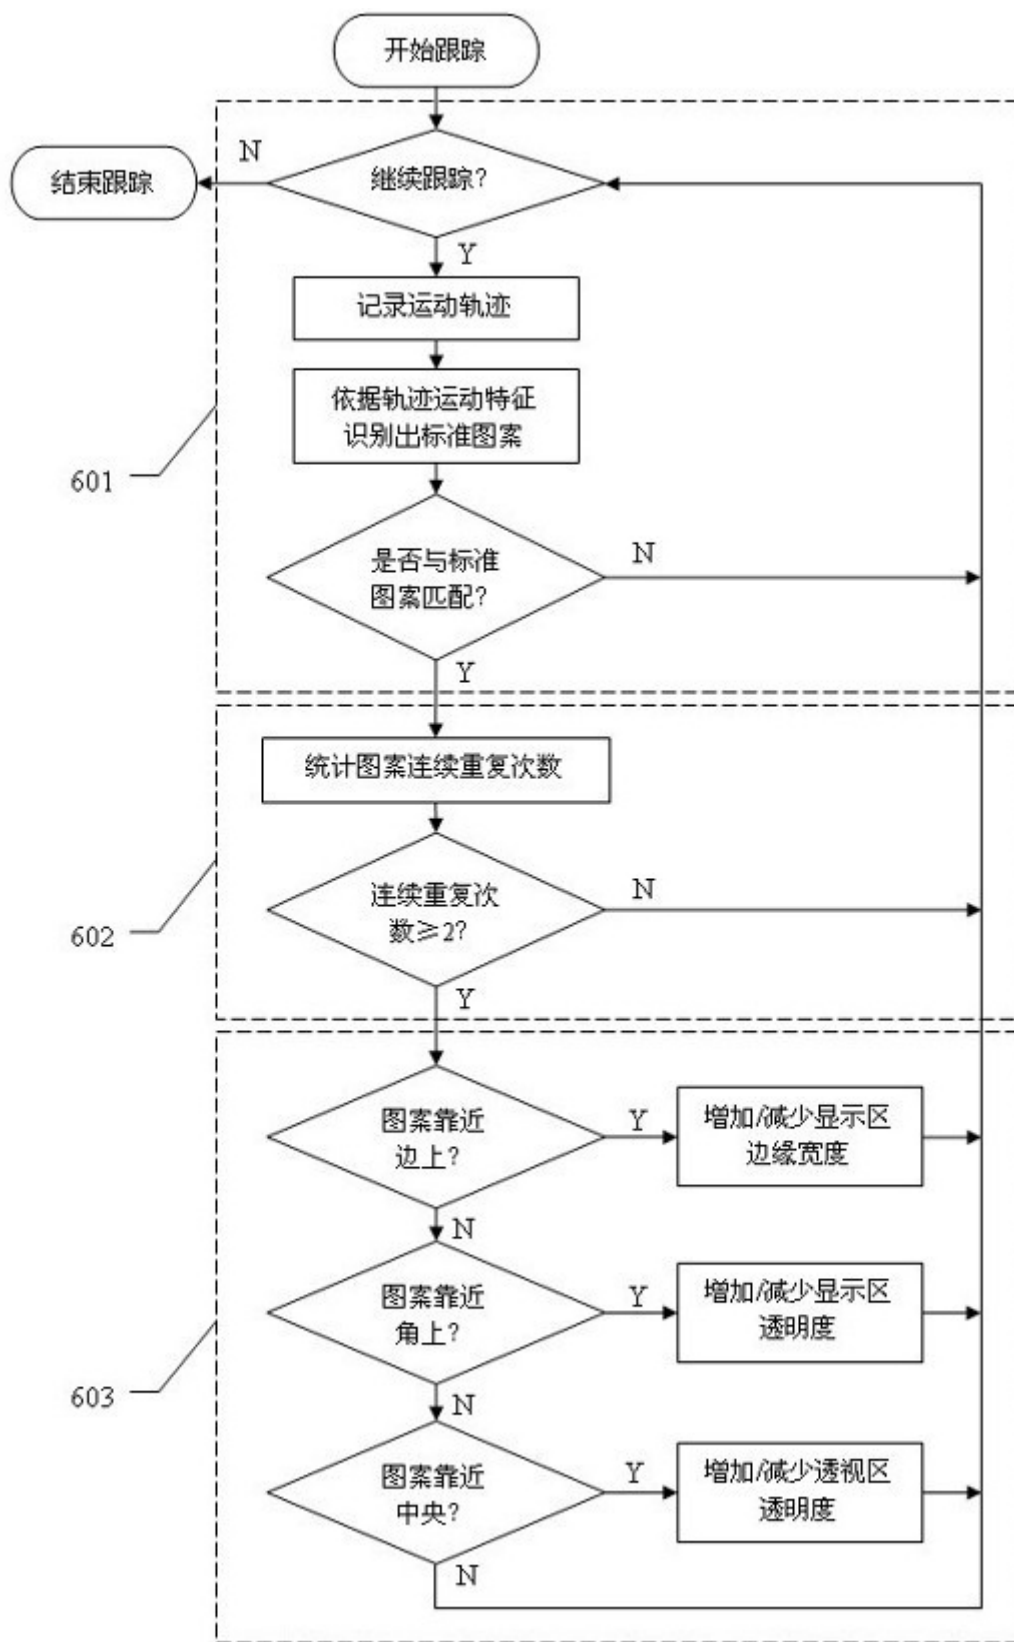 开始跟踪
N
结束跟踪
继续跟踪?
Y
记录运动轨迹
依据轨迹运动特征
识别出标准图案
601
是否与标准
图案匹配?
N
Y
统计图案连续重复次数
连续重复次
数≥2?
N
602
Y
图案靠近
边上?
Y
增加/减少显示区
边缘宽度
N
图案靠近
角上?
Y
增加/减少显示区
透明度
603
N
图案靠近
中央?
Y
增加/减少透视区
透明度
N